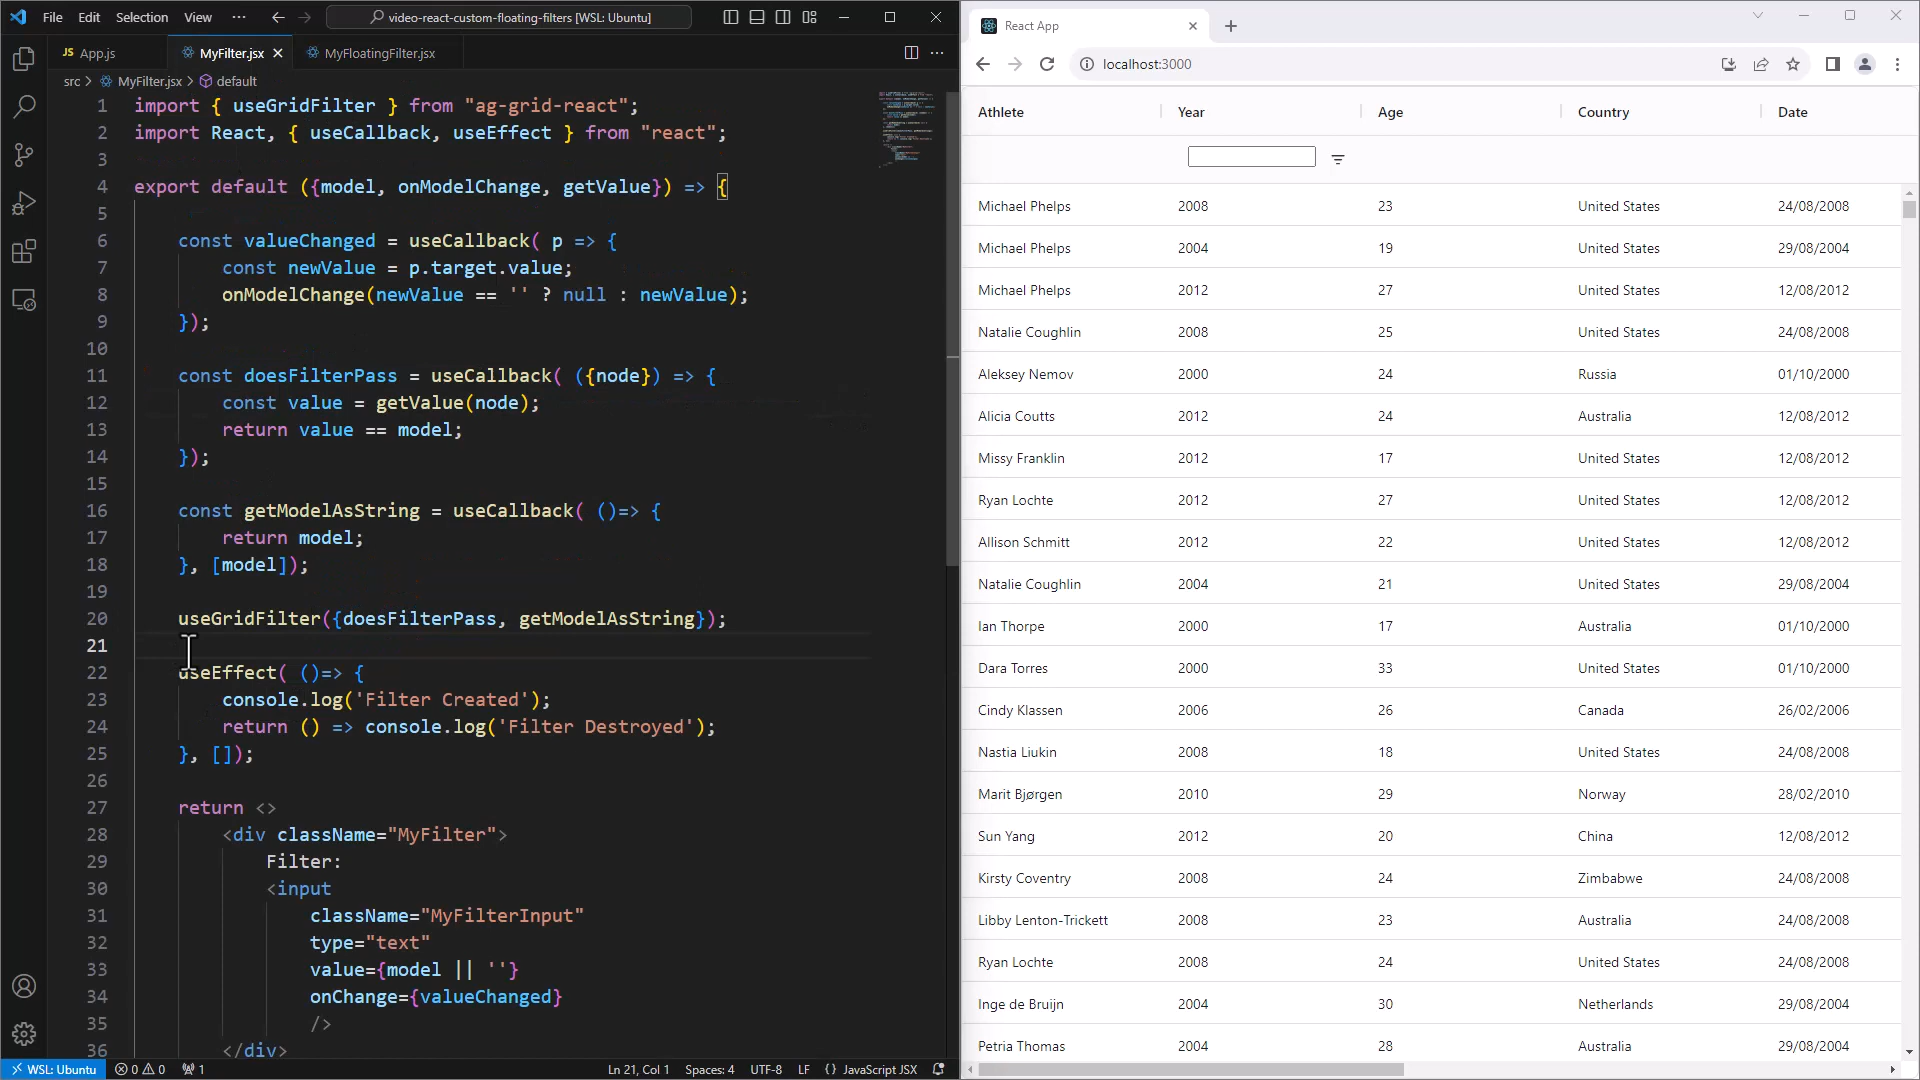 File Edit Selection View ··· video-react-custom-floating-filters [WSL: Ubuntu]
JS App.js MyFilter.jsx MyFloatingFilter.jsx
src > MyFilter.jsx > default
1 import { useGridFilter } from "ag-grid-react";
2 import React, { useCallback, useEffect } from "react";
3
4 export default ({model, onModelChange, getValue}) => {
5
6 const valueChanged = useCallback( p => {
7 const newValue = p.target.value;
8 onModelChange(newValue == '' ? null : newValue);
9 });
10
11 const doesFilterPass = useCallback( ({node}) => {
12 const value = getValue(node);
13 return value == model;
14 });
15
16 const getModelAsString = useCallback( ()=> {
17 return model;
18 }, [model]);
19
20 useGridFilter({doesFilterPass, getModelAsString});
21
22 useEffect( ()=> {
23 console.log('Filter Created');
24 return () => console.log('Filter Destroyed');
25 }, []);
26
27 return <>
28 <div className="MyFilter">
29 Filter:
30 <input
31 className="MyFilterInput"
32 type="text"
33 value={model || ''}
34 onChange={valueChanged}
35 />
36 </div>
WSL: Ubuntu 0 0 1 Ln 21, Col 1 Spaces: 4 UTF-8 LF {} JavaScript JSX
React App
localhost:3000
Athlete Year Age Country Date
Michael Phelps 2008 23 United States 24/08/2008
Michael Phelps 2004 19 United States 29/08/2004
Michael Phelps 2012 27 United States 12/08/2012
Natalie Coughlin 2008 25 United States 24/08/2008
Aleksey Nemov 2000 24 Russia 01/10/2000
Alicia Coutts 2012 24 Australia 12/08/2012
Missy Franklin 2012 17 United States 12/08/2012
Ryan Lochte 2012 27 United States 12/08/2012
Allison Schmitt 2012 22 United States 12/08/2012
Natalie Coughlin 2004 21 United States 29/08/2004
Ian Thorpe 2000 17 Australia 01/10/2000
Dara Torres 2000 33 United States 01/10/2000
Cindy Klassen 2006 26 Canada 26/02/2006
Nastia Liukin 2008 18 United States 24/08/2008
Marit Bjørgen 2010 29 Norway 28/02/2010
Sun Yang 2012 20 China 12/08/2012
Kirsty Coventry 2008 24 Zimbabwe 24/08/2008
Libby Lenton-Trickett 2008 23 Australia 24/08/2008
Ryan Lochte 2008 24 United States 24/08/2008
Inge de Bruijn 2004 30 Netherlands 29/08/2004
Petria Thomas 2004 28 Australia 29/08/2004